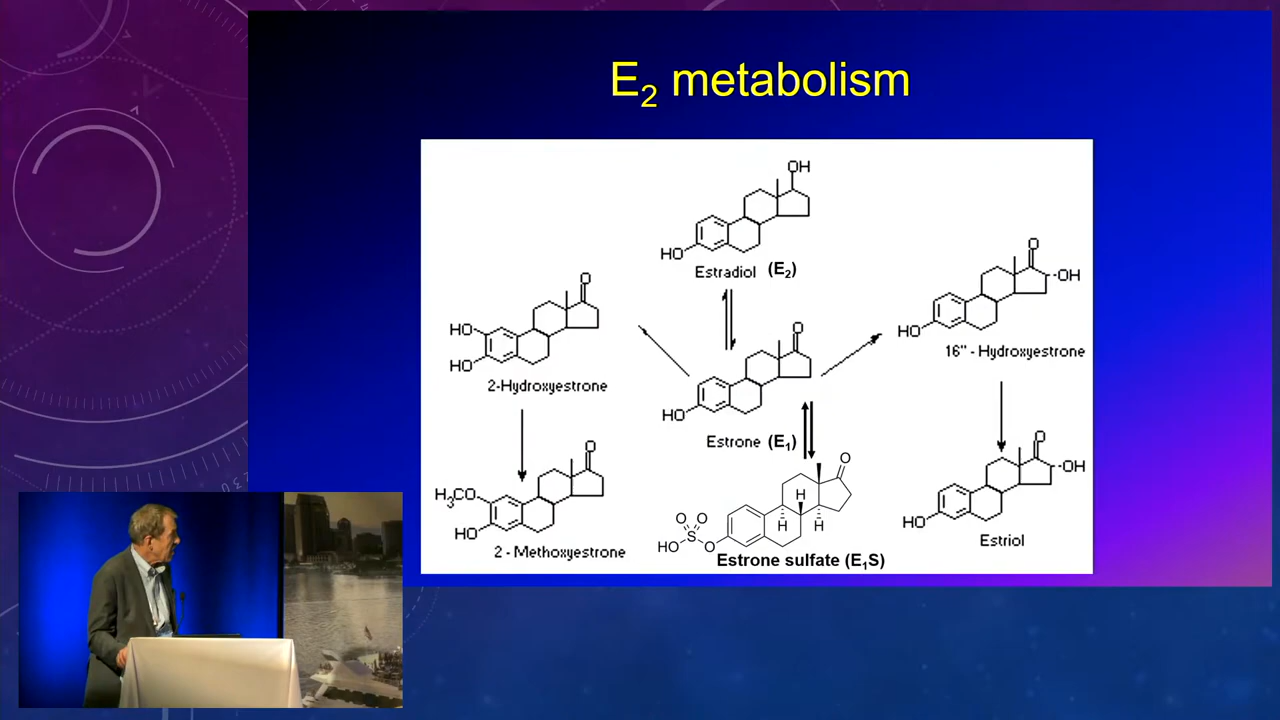 E₂ metabolism
OH
HO
Estradiol (E₂)
O
HO
HO
2-Hydroxyestrone
O
HO
Estrone (E₁)
O
OH
HO
16" - Hydroxyestrone
O
H₃CO
HO
2 - Methoxyestrone
O
H
H
H
O O
S
HO O
Estrone sulfate (E₁S)
O
OH
HO
Estriol
230